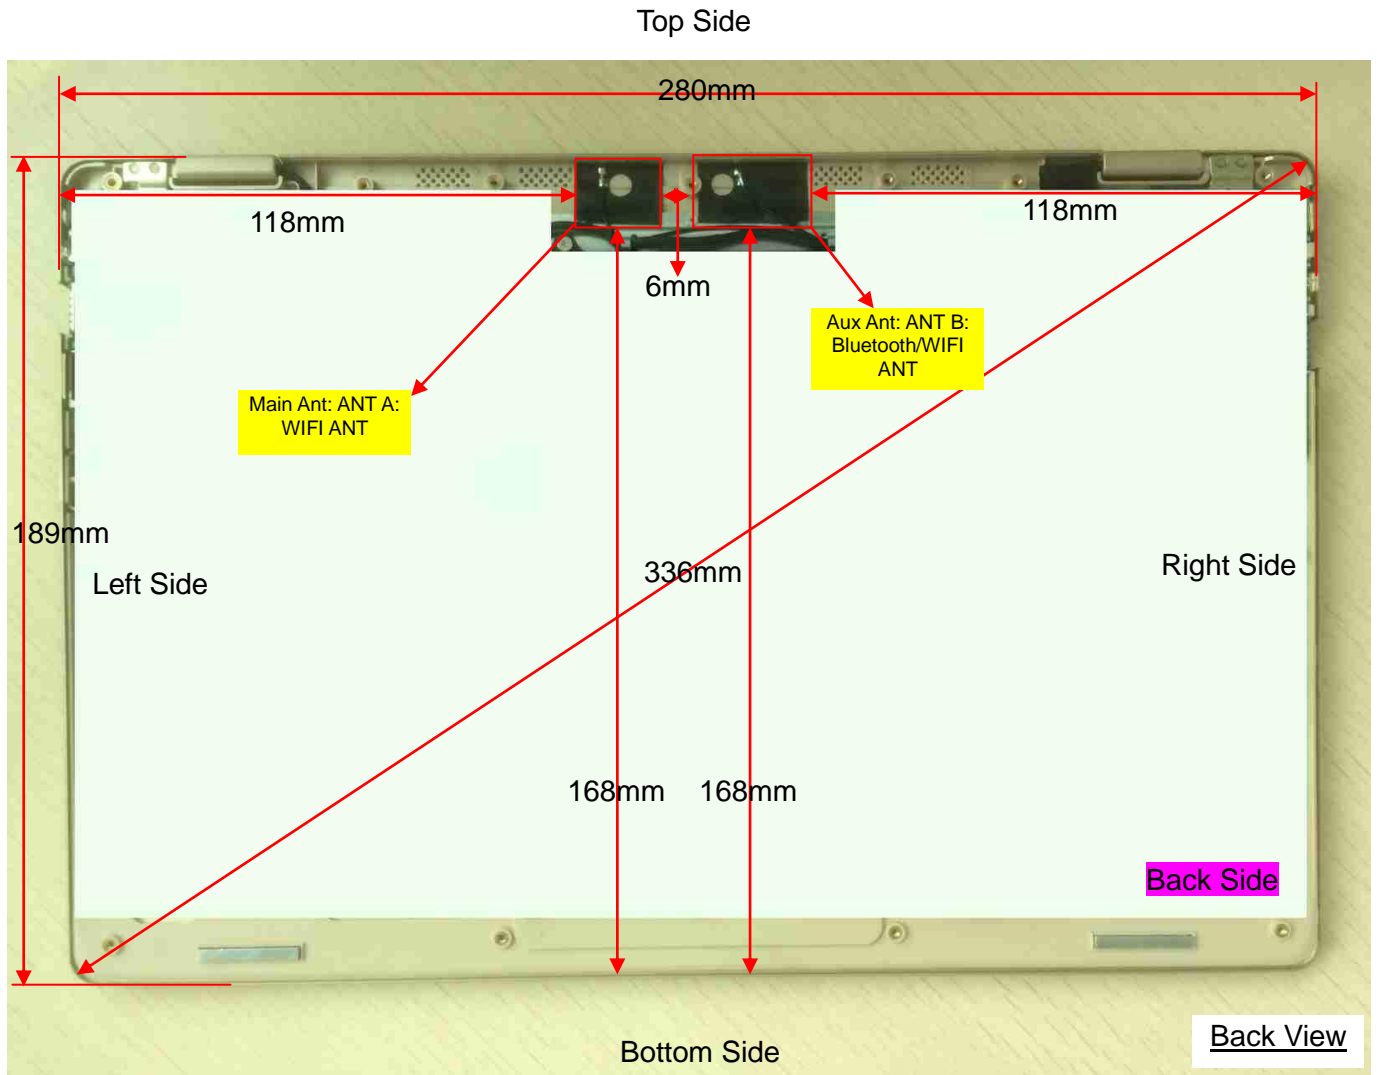 Top Side
280mm
118mm
118mm
6mm
Aux Ant: ANT B:
Bluetooth/WIFI
ANT
Main Ant: ANT A:
WIFI ANT
189mm
Left Side
336mm
Right Side
168mm
168mm
Back Side
Back View
Bottom Side